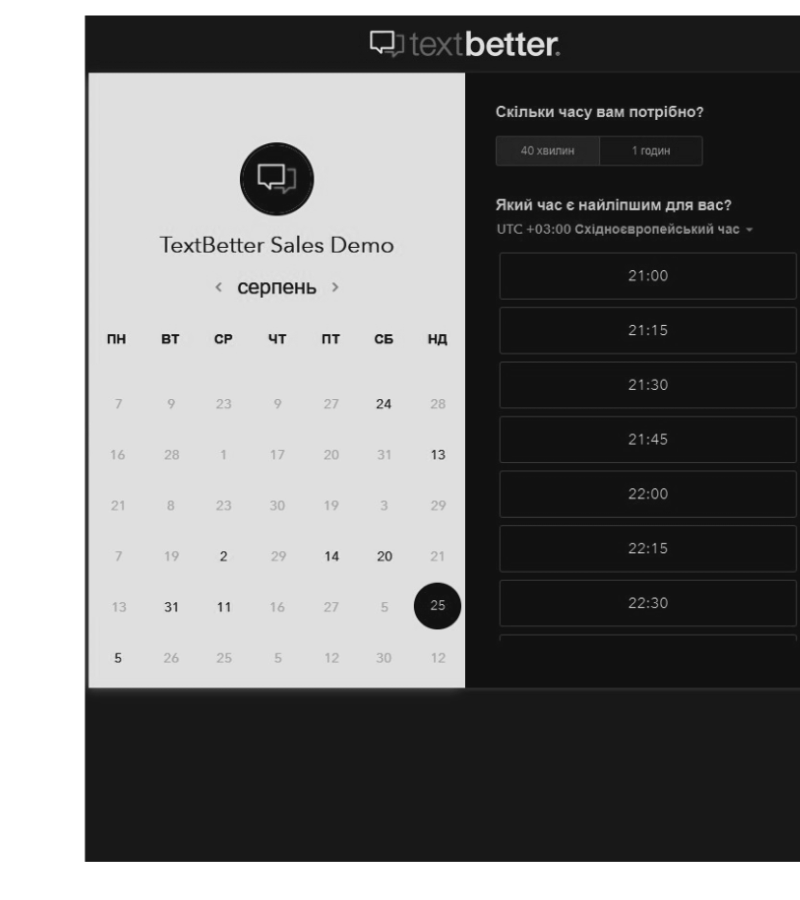 textbetter.
TextBetter Sales Demo
< серпень >
ПН ВТ СР ЧТ ПТ СБ НД
7 9 23 9 27 24 28
16 28 1 17 20 31 13
21 8 23 30 19 3 29
7 19 2 29 14 20 21
13 31 11 16 27 5 25
5 26 25 5 12 30 12
Скільки часу вам потрібно?
40 хвилин 1 годин
Який час є найліпшим для вас?
UTC +03:00 Східноєвропейський час
21:00
21:15
21:30
21:45
22:00
22:15
22:30